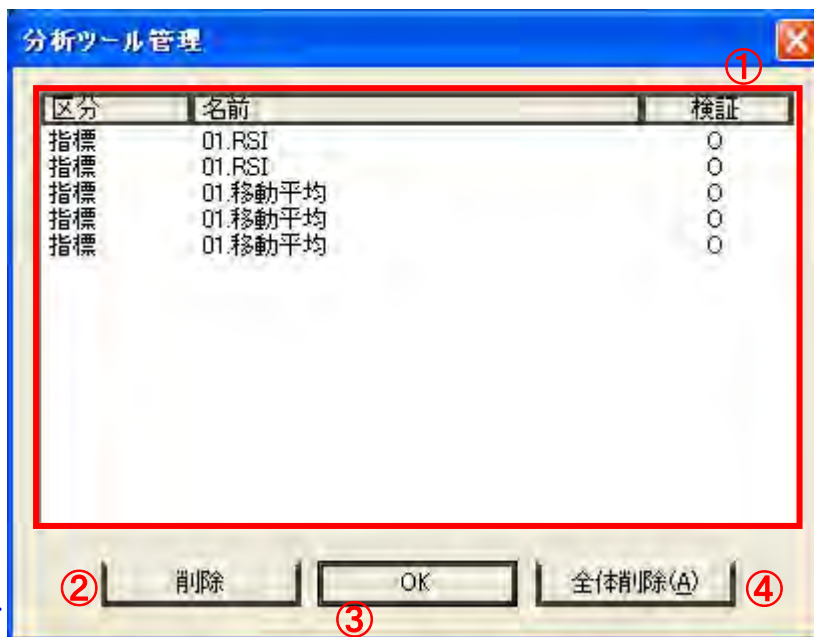 分析ツール管理
①
区分 名前 検証
指標 01.RSI O
指標 01.RSI O
指標 01.移動平均 O
指標 01.移動平均 O
指標 01.移動平均 O
② 削除 OK 全体削除(A) ④
③